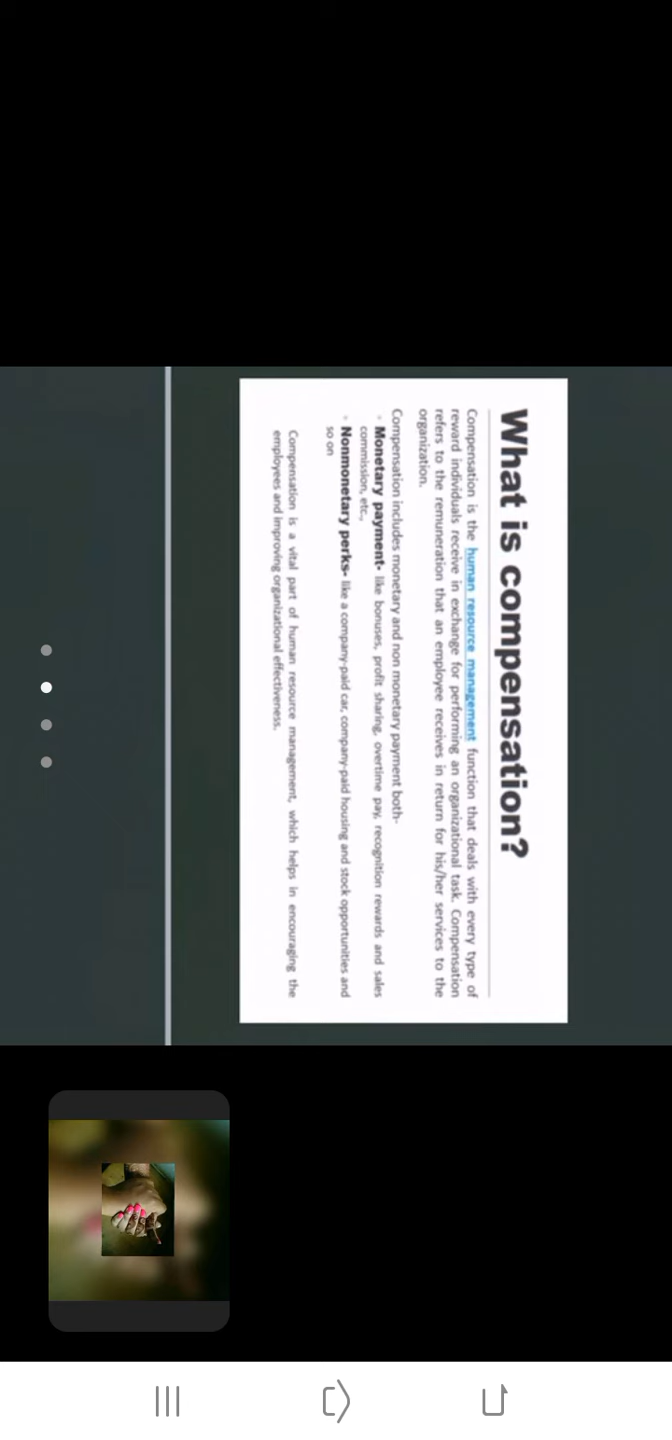 What is compensation?
Compensation is the human resource management function that deals with every type of
reward individuals receive in exchange for performing an organizational task. Compensation
refers to the remuneration that an employee receives in return for his/her services to the
organization.
Compensation includes monetary and non monetary payment both-
◦ Monetary payment- like bonuses, profit sharing, overtime pay, recognition rewards and sales
commission, etc.,
◦ Nonmonetary perks- like a company-paid car, company-paid housing and stock opportunities and
so on
Compensation is a vital part of human resource management, which helps in encouraging the
employees and improving organizational effectiveness.